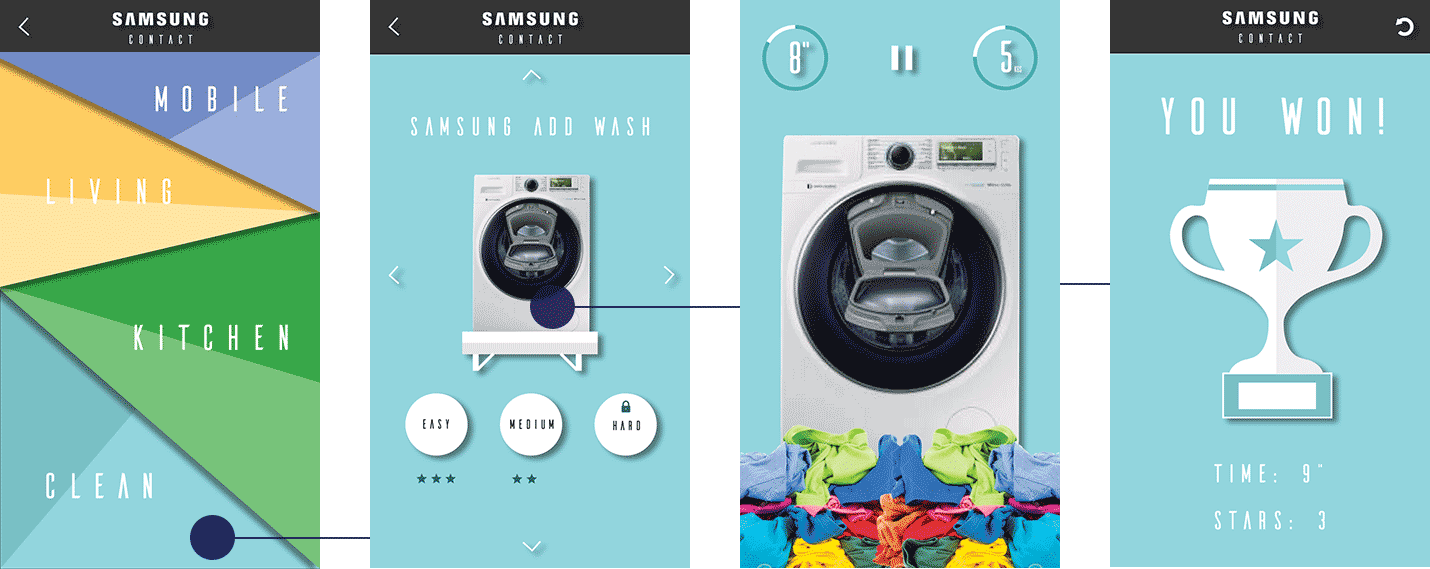 SAMSUNG
CONTACT
MOBILE
LIVING
KITCHEN
CLEAN
SAMSUNG
CONTACT
SAMSUNG ADD WASH
EASY
MEDIUM
HARD
8"
5
SAMSUNG
CONTACT
YOU WON!
TIME: 9"
STARS: 3